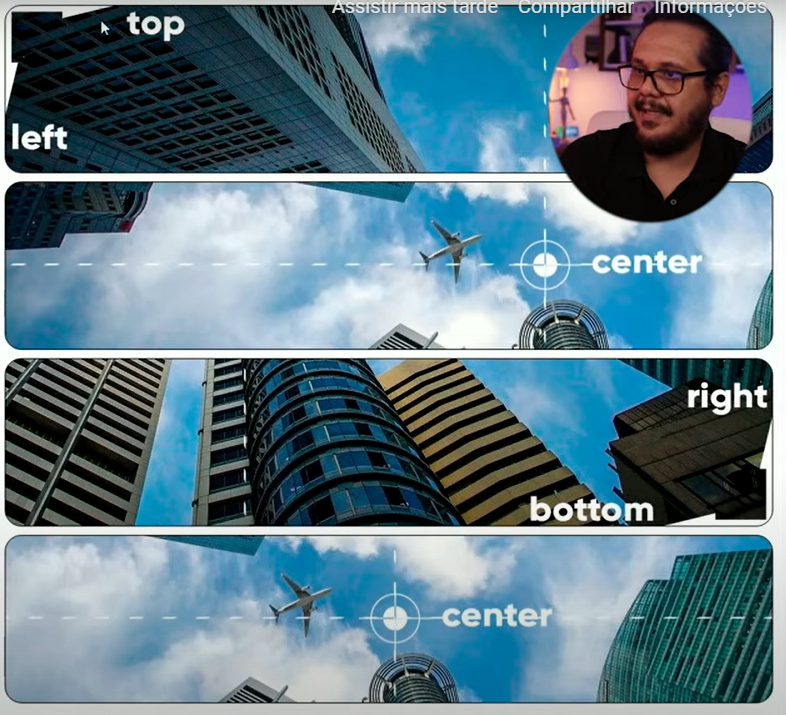 Assistir mais tarde Compartilhar Informações
top
left
center
right
bottom
center